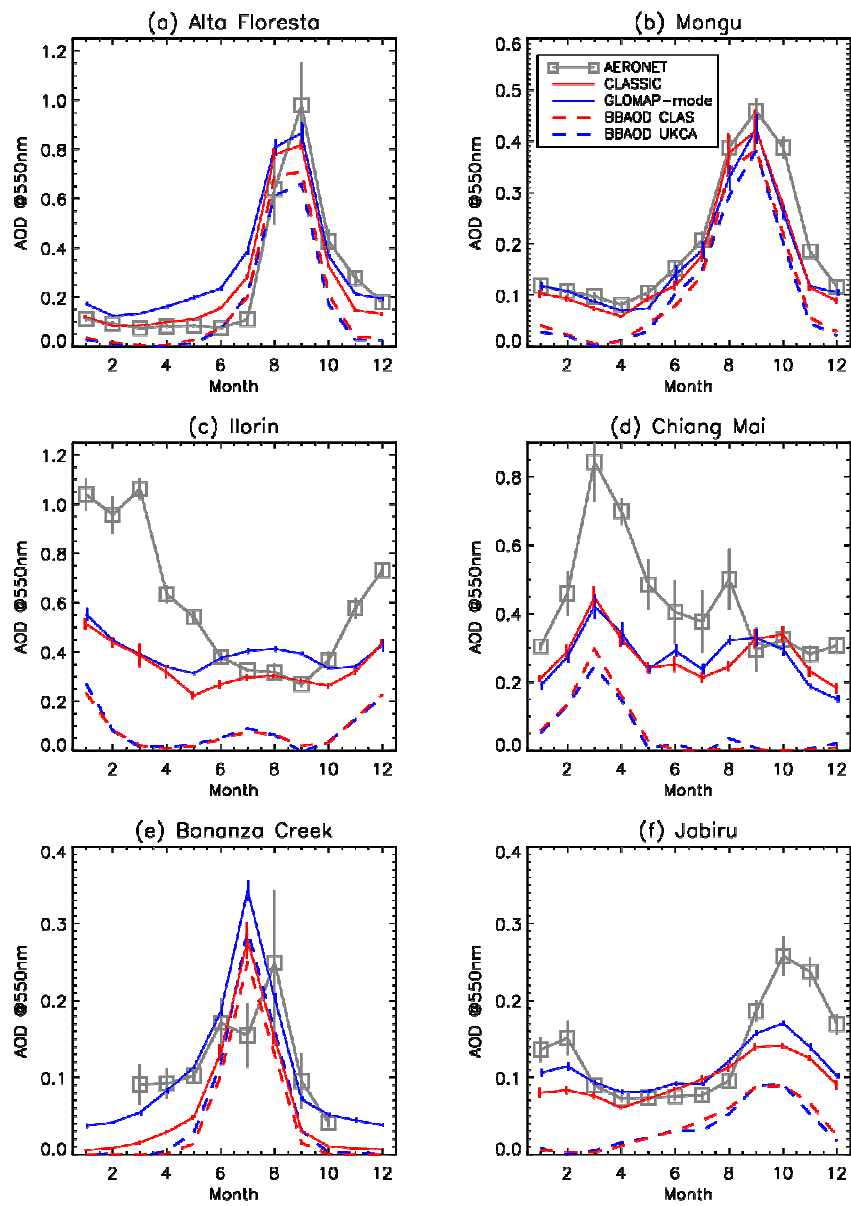 (a) Alta Floresta
1.2
1.0
0.8
0.6
0.4
0.2
0.0
AOD @550nm
2 4 6 8 10 12
Month
(b) Mongu
0.6
0.5
0.4
0.3
0.2
0.1
0.0
AOD @550nm
AERONET
CLASSIC
GLOMAP-mode
BBAOD CLAS
BBAOD UKCA
2 4 6 8 10 12
Month
(c) Ilorin
1.2
1.0
0.8
0.6
0.4
0.2
0.0
AOD @550nm
2 4 6 8 10 12
Month
(d) Chiang Mai
0.8
0.6
0.4
0.2
0.0
AOD @550nm
2 4 6 8 10 12
Month
(e) Bonanza Creek
0.4
0.3
0.2
0.1
0.0
AOD @550nm
2 4 6 8 10 12
Month
(f) Jabiru
0.4
0.3
0.2
0.1
0.0
AOD @550nm
2 4 6 8 10 12
Month